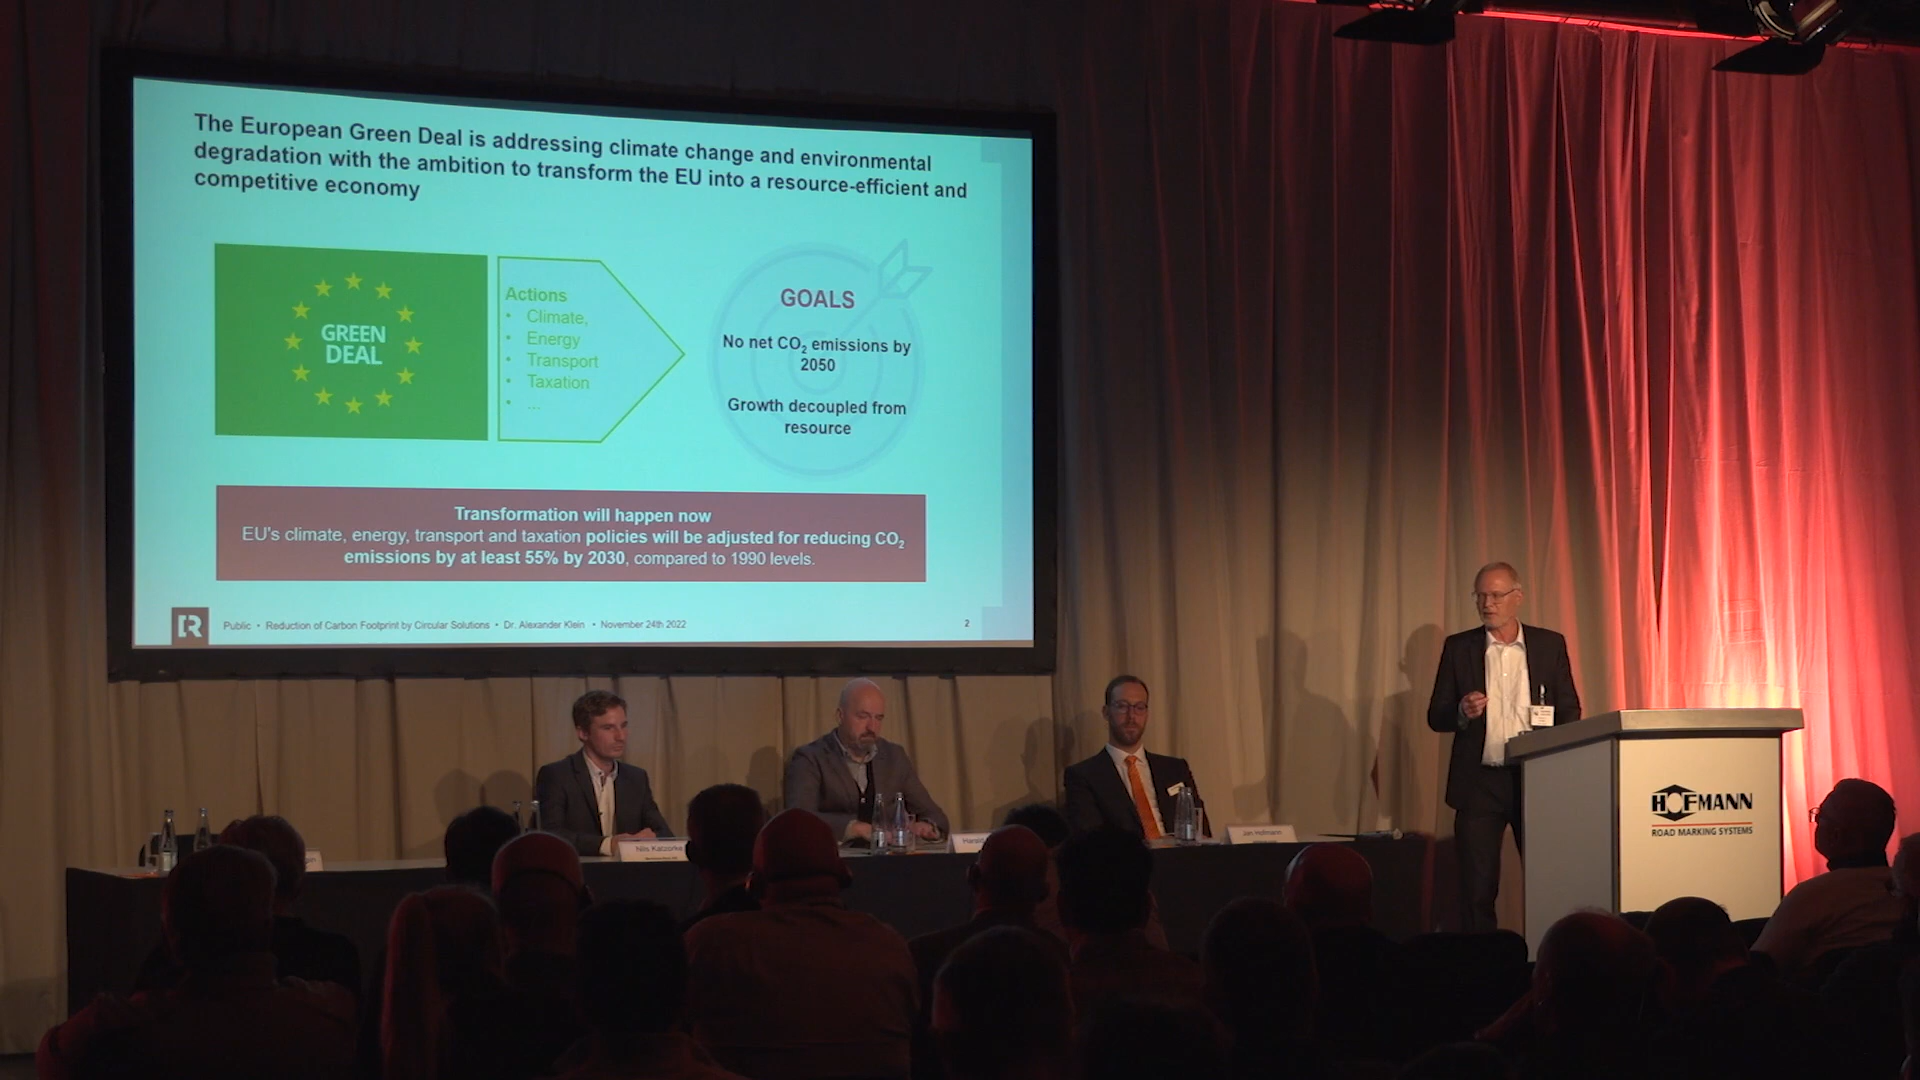 The European Green Deal is addressing climate change and environmental
degradation with the ambition to transform the EU into a resource-efficient and
competitive economy
GREEN
DEAL
Actions
• Climate,
• Energy
• Transport
• Taxation
• ...
GOALS
No net CO₂ emissions by
2050
Growth decoupled from
resource
Transformation will happen now
EU's climate, energy, transport and taxation policies will be adjusted for reducing CO₂
emissions by at least 55% by 2030, compared to 1990 levels.
R
Public • Reduction of Carbon Footprint by Circular Solutions • Dr. Alexander Klein • November 24th 2022
2
Nils Katzorke
Harald
Jan Hofmann
HOFMANN
ROAD MARKING SYSTEMS